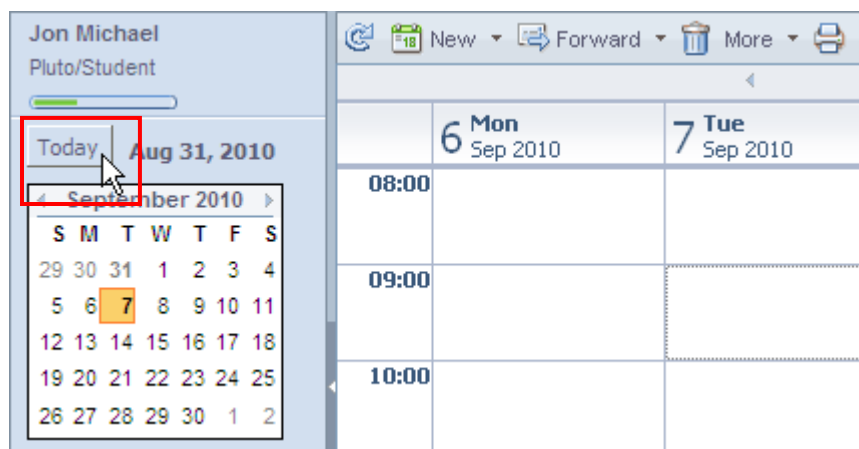 Jon Michael
Pluto/Student
Today Aug 31, 2010
September 2010
S M T W T F S
29 30 31 1 2 3 4
5 6 7 8 9 10 11
12 13 14 15 16 17 18
19 20 21 22 23 24 25
26 27 28 29 30 1 2
18 New Forward More
6 Mon
Sep 2010
7 Tue
Sep 2010
08:00
09:00
10:00